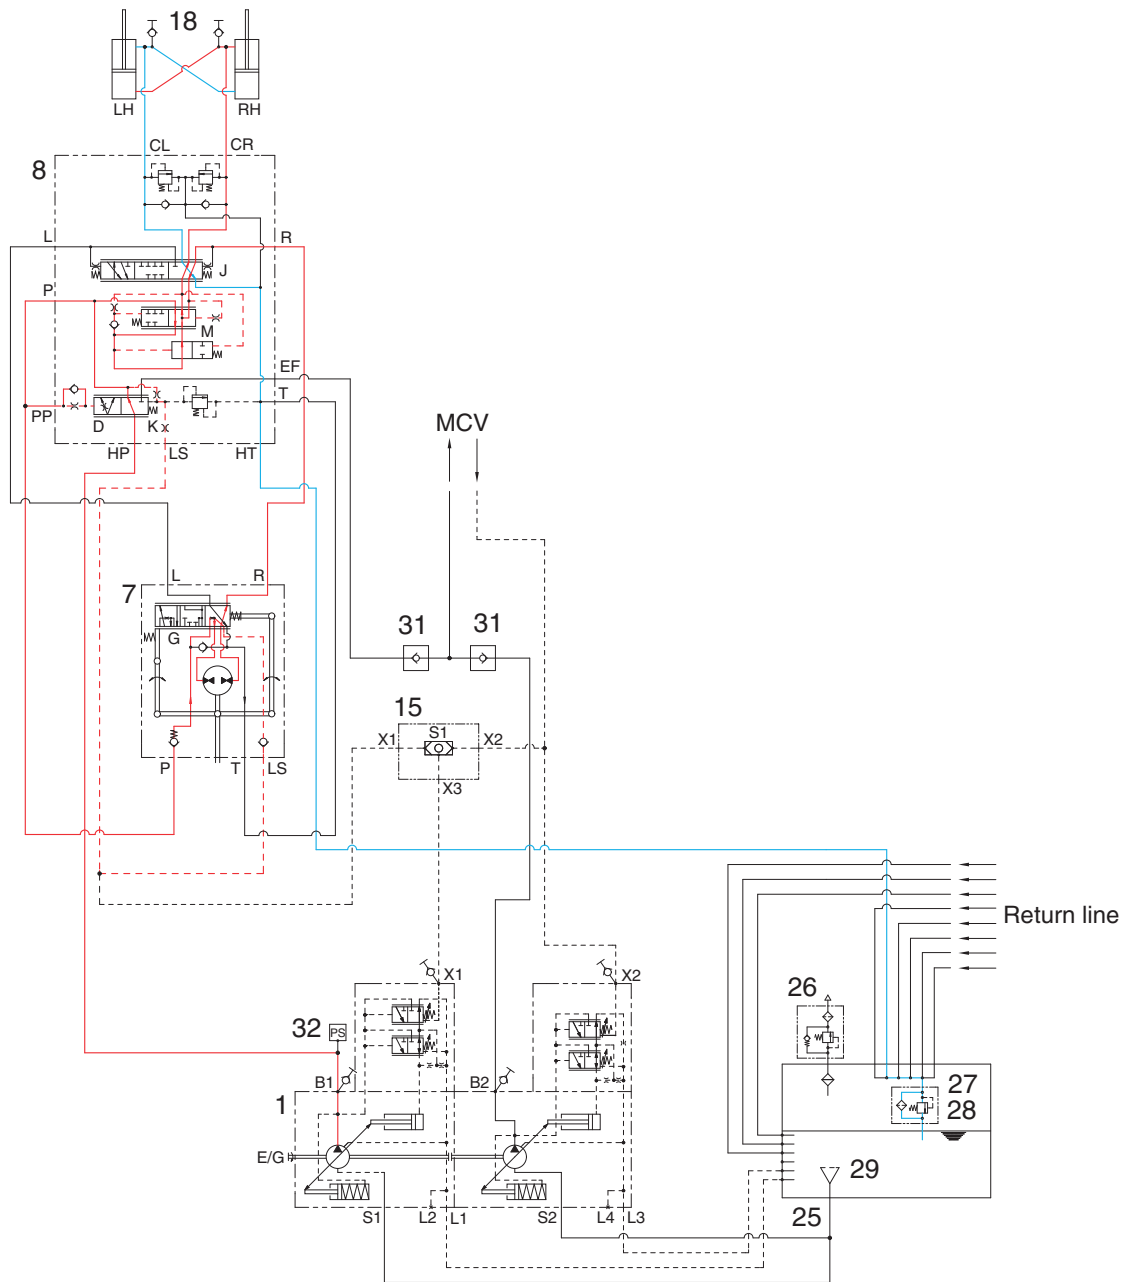 18
LH
RH
CL
CR
8
L
R
J
P
M
EF
T
PP
D
K
HP
LS
HT
MCV
L
R
7
G
31
31
15
S1
X1
X2
X3
P
T
LS
Return line
X1
X2
26
32
PS
B1
B2
27
28
1
E/G
29
S1
L2
L1
S2
L4
L3
25